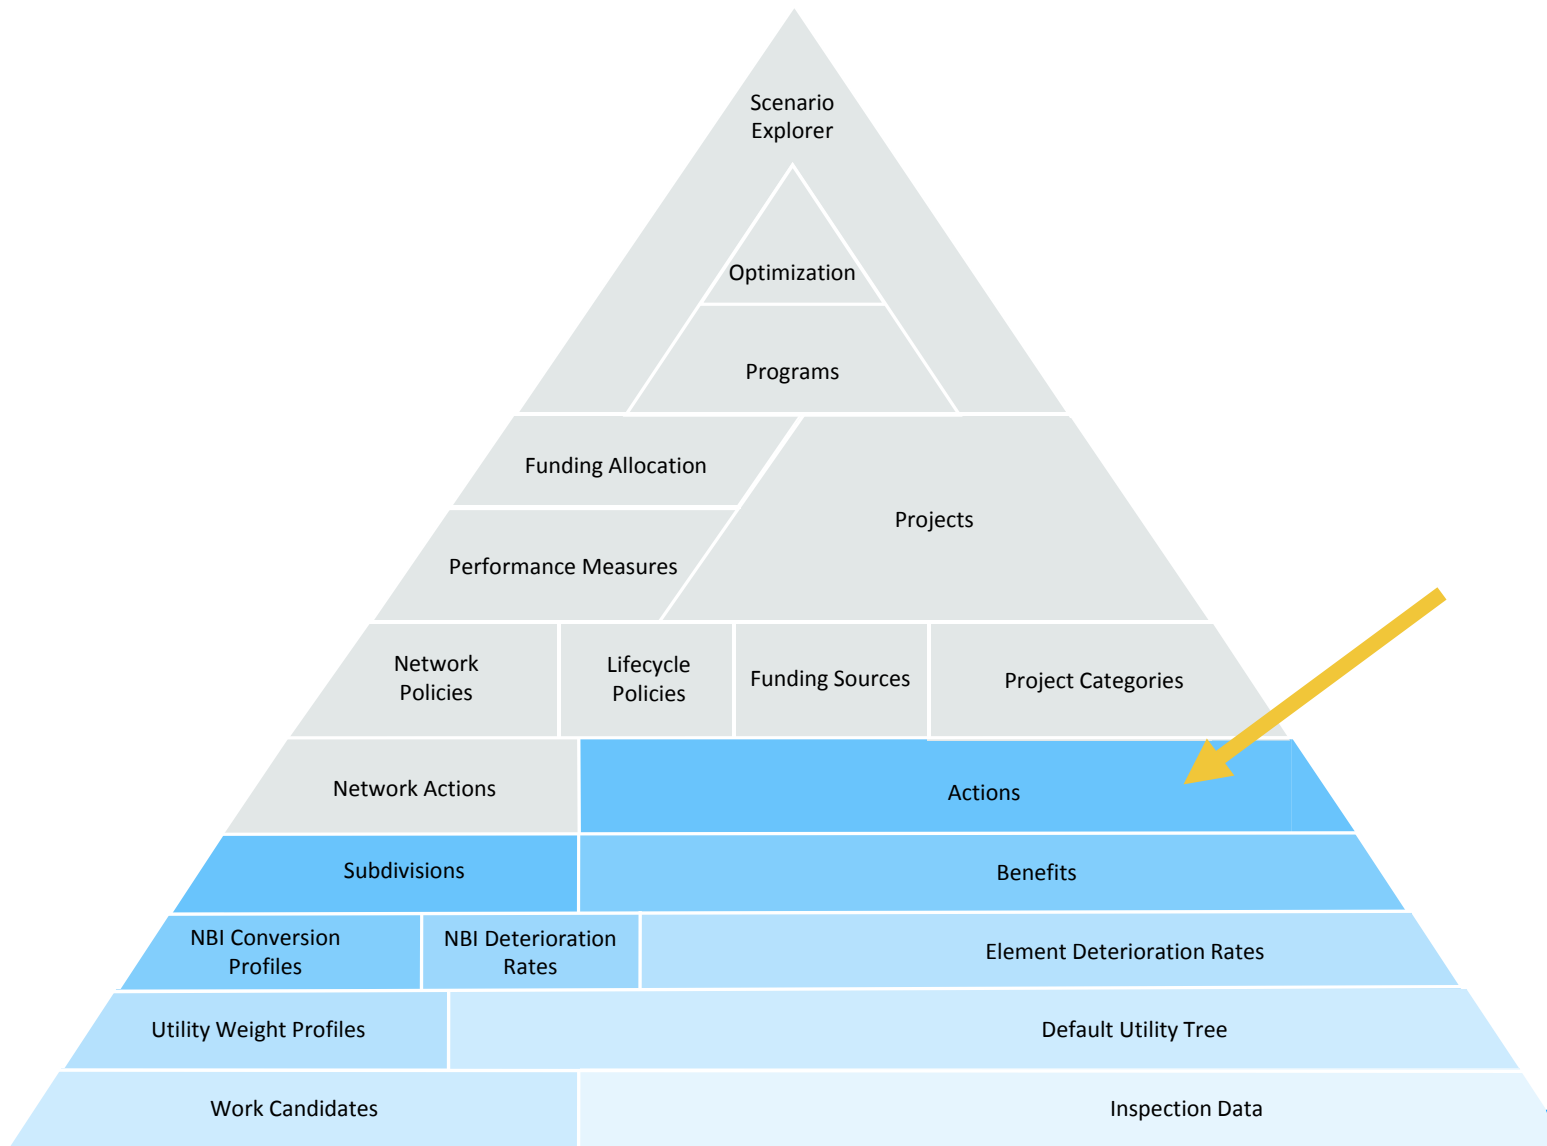 Scenario
Explorer
Optimization
Programs
Funding Allocation
Projects
Performance Measures
Network
Policies
Lifecycle
Policies
Funding Sources
Project Categories
Network Actions
Actions
Subdivisions
Benefits
NBI Conversion
Profiles
NBI Deterioration
Rates
Element Deterioration Rates
Utility Weight Profiles
Default Utility Tree
Work Candidates
Inspection Data